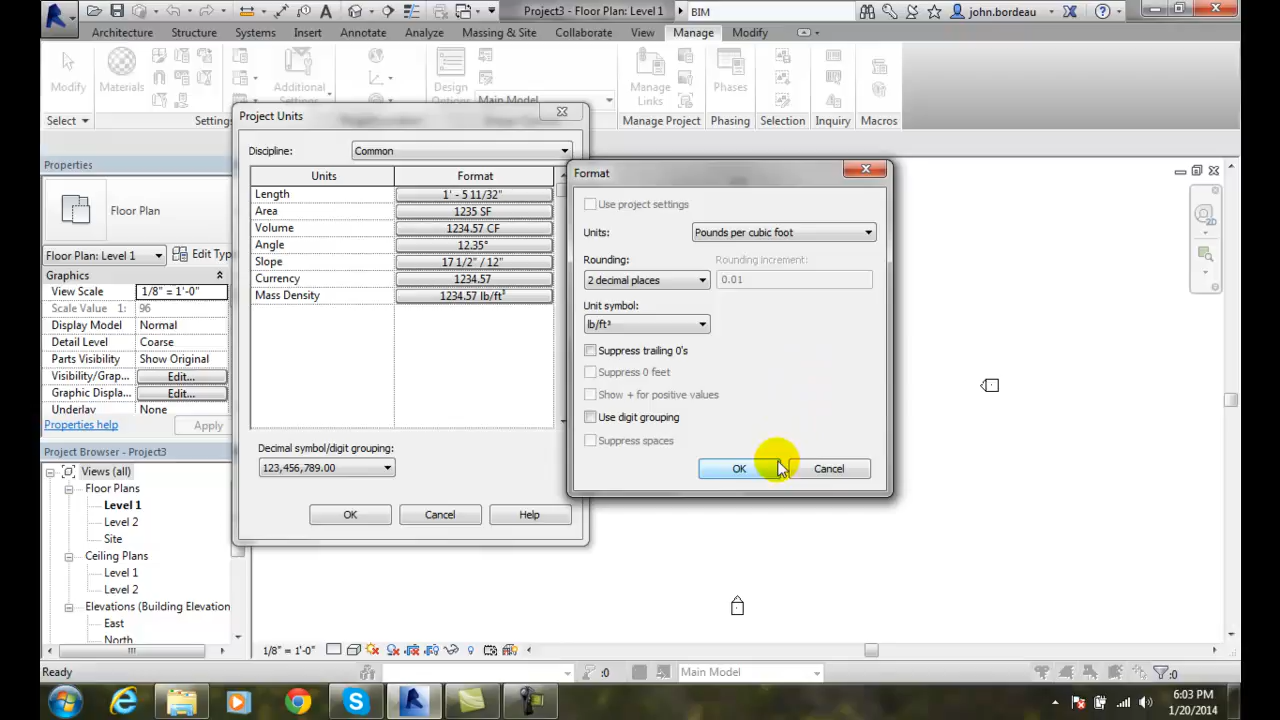 Project3 - Floor Plan: Level 1
BIM
john.bordeau
Architecture Structure Systems Insert Annotate Analyze Massing & Site Collaborate View Manage Modify
Modify
Materials
Additional
Settings
Design
Options
Main Model
Manage
Links
Phases
Select
Settings
Manage Project
Phasing
Selection
Inquiry
Macros
Properties
Floor Plan
Floor Plan: Level 1
Edit Typ
Graphics
View Scale 1/8" = 1'-0"
Scale Value 1: 96
Display Model Normal
Detail Level Coarse
Parts Visibility Show Original
Visibility/Grap... Edit...
Graphic Displa... Edit...
Underlay None
Properties help
Apply
Project Browser - Project3
Views (all)
Floor Plans
Level 1
Level 2
Site
Ceiling Plans
Level 1
Level 2
Elevations (Building Elevation
East
North
Project Units
Discipline: Common
Units Format
Length 1' - 5 11/32"
Area 1235 SF
Volume 1234.57 CF
Angle 12.35°
Slope 17 1/2" / 12"
Currency 1234.57
Mass Density 1234.57 lb/ft³
Decimal symbol/digit grouping:
123,456,789.00
OK Cancel Help
Format
Use project settings
Units: Pounds per cubic foot
Rounding: Rounding increment:
2 decimal places 0.01
Unit symbol:
lb/ft³
Suppress trailing 0's
Suppress 0 feet
Show + for positive values
Use digit grouping
Suppress spaces
OK Cancel
1/8" = 1'-0"
Ready
:0
Main Model
:0
6:03 PM
1/20/2014